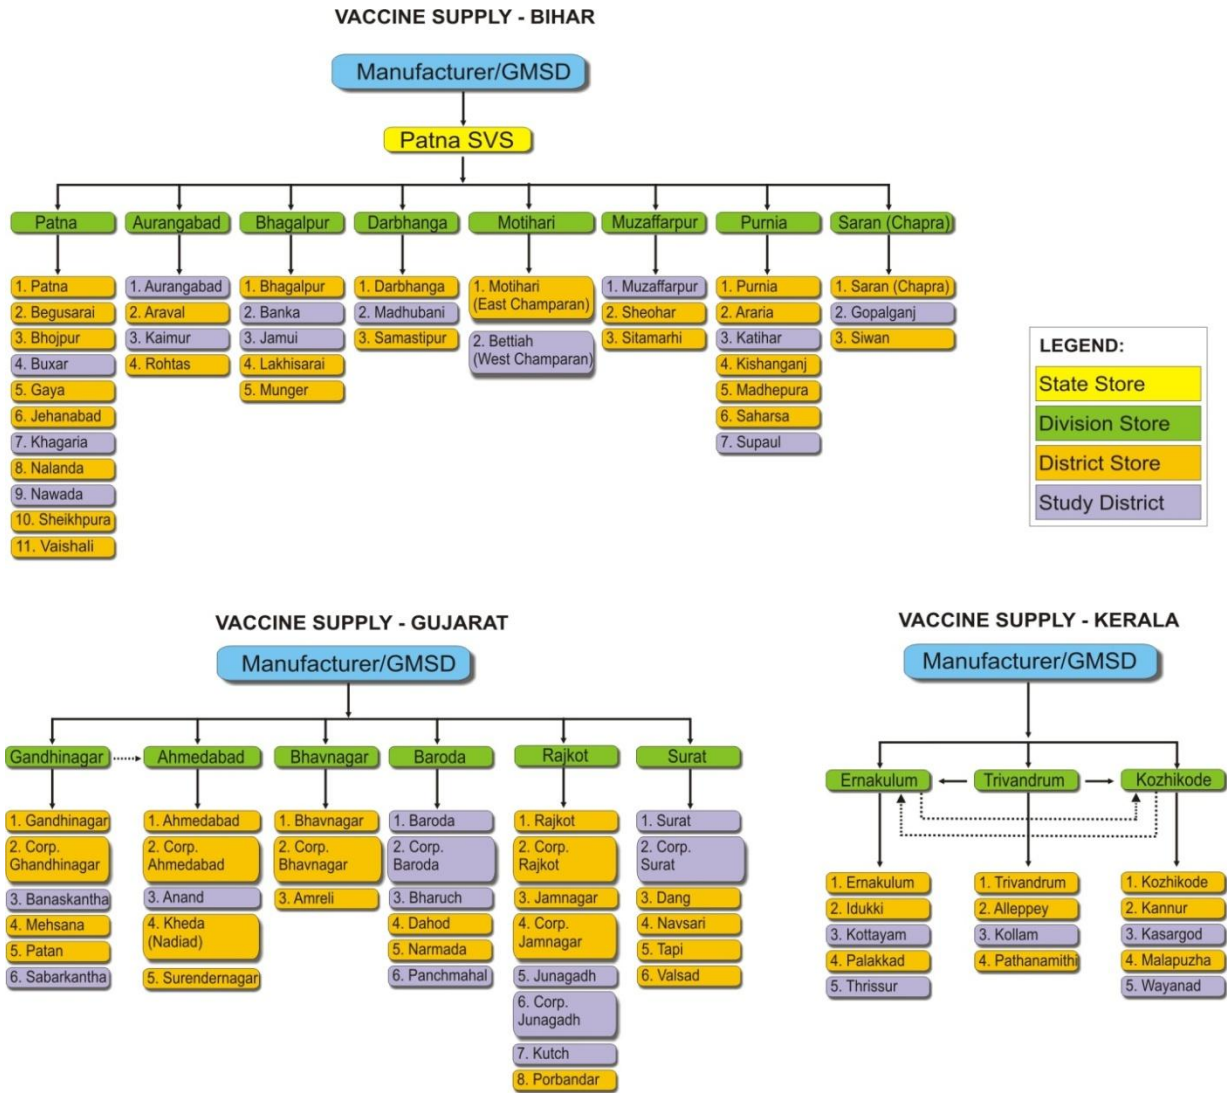 VACCINE SUPPLY - BIHAR
Manufacturer/GMSD
Patna SVS
Patna
Aurangabad
Bhagalpur
Darbhanga
Motihari
Muzaffarpur
Purnia
Saran (Chapra)
1. Patna
2. Begusarai
3. Bhojpur
4. Buxar
5. Gaya
6. Jehanabad
7. Khagaria
8. Nalanda
9. Nawada
10. Sheikhpura
11. Vaishali
1. Aurangabad
2. Araval
3. Kaimur
4. Rohtas
1. Bhagalpur
2. Banka
3. Jamui
4. Lakhisarai
5. Munger
1. Darbhanga
2. Madhubani
3. Samastipur
1. Motihari
(East Champaran)
2. Bettiah
(West Champaran)
1. Muzaffarpur
2. Sheohar
3. Sitamarhi
1. Purnia
2. Araria
3. Katihar
4. Kishanganj
5. Madhepura
6. Saharsa
7. Supaul
1. Saran (Chapra)
2. Gopalganj
3. Siwan
LEGEND:
State Store
Division Store
District Store
Study District
VACCINE SUPPLY - GUJARAT
Manufacturer/GMSD
Gandhinagar
Ahmedabad
Bhavnagar
Baroda
Rajkot
Surat
1. Gandhinagar
2. Corp.
Ghandhinagar
3. Banaskantha
4. Mehsana
5. Patan
6. Sabarkantha
1. Ahmedabad
2. Corp.
Ahmedabad
3. Anand
4. Kheda
(Nadiad)
5. Surendernagar
1. Bhavnagar
2. Corp.
Bhavnagar
3. Amreli
1. Baroda
2. Corp.
Baroda
3. Bharuch
4. Dahod
5. Narmada
6. Panchmahal
1. Rajkot
2. Corp.
Rajkot
3. Jamnagar
4. Corp.
Jamnagar
5. Junagadh
6. Corp.
Junagadh
7. Kutch
8. Porbandar
1. Surat
2. Corp.
Surat
3. Dang
4. Navsari
5. Tapi
6. Valsad
VACCINE SUPPLY - KERALA
Manufacturer/GMSD
Ernakulum
Trivandrum
Kozhikode
1. Ernakulum
2. Idukki
3. Kottayam
4. Palakkad
5. Thrissur
1. Trivandrum
2. Alleppey
3. Kollam
4. Pathanamithi
1. Kozhikode
2. Kannur
3. Kasargod
4. Malapuzha
5. Wayanad